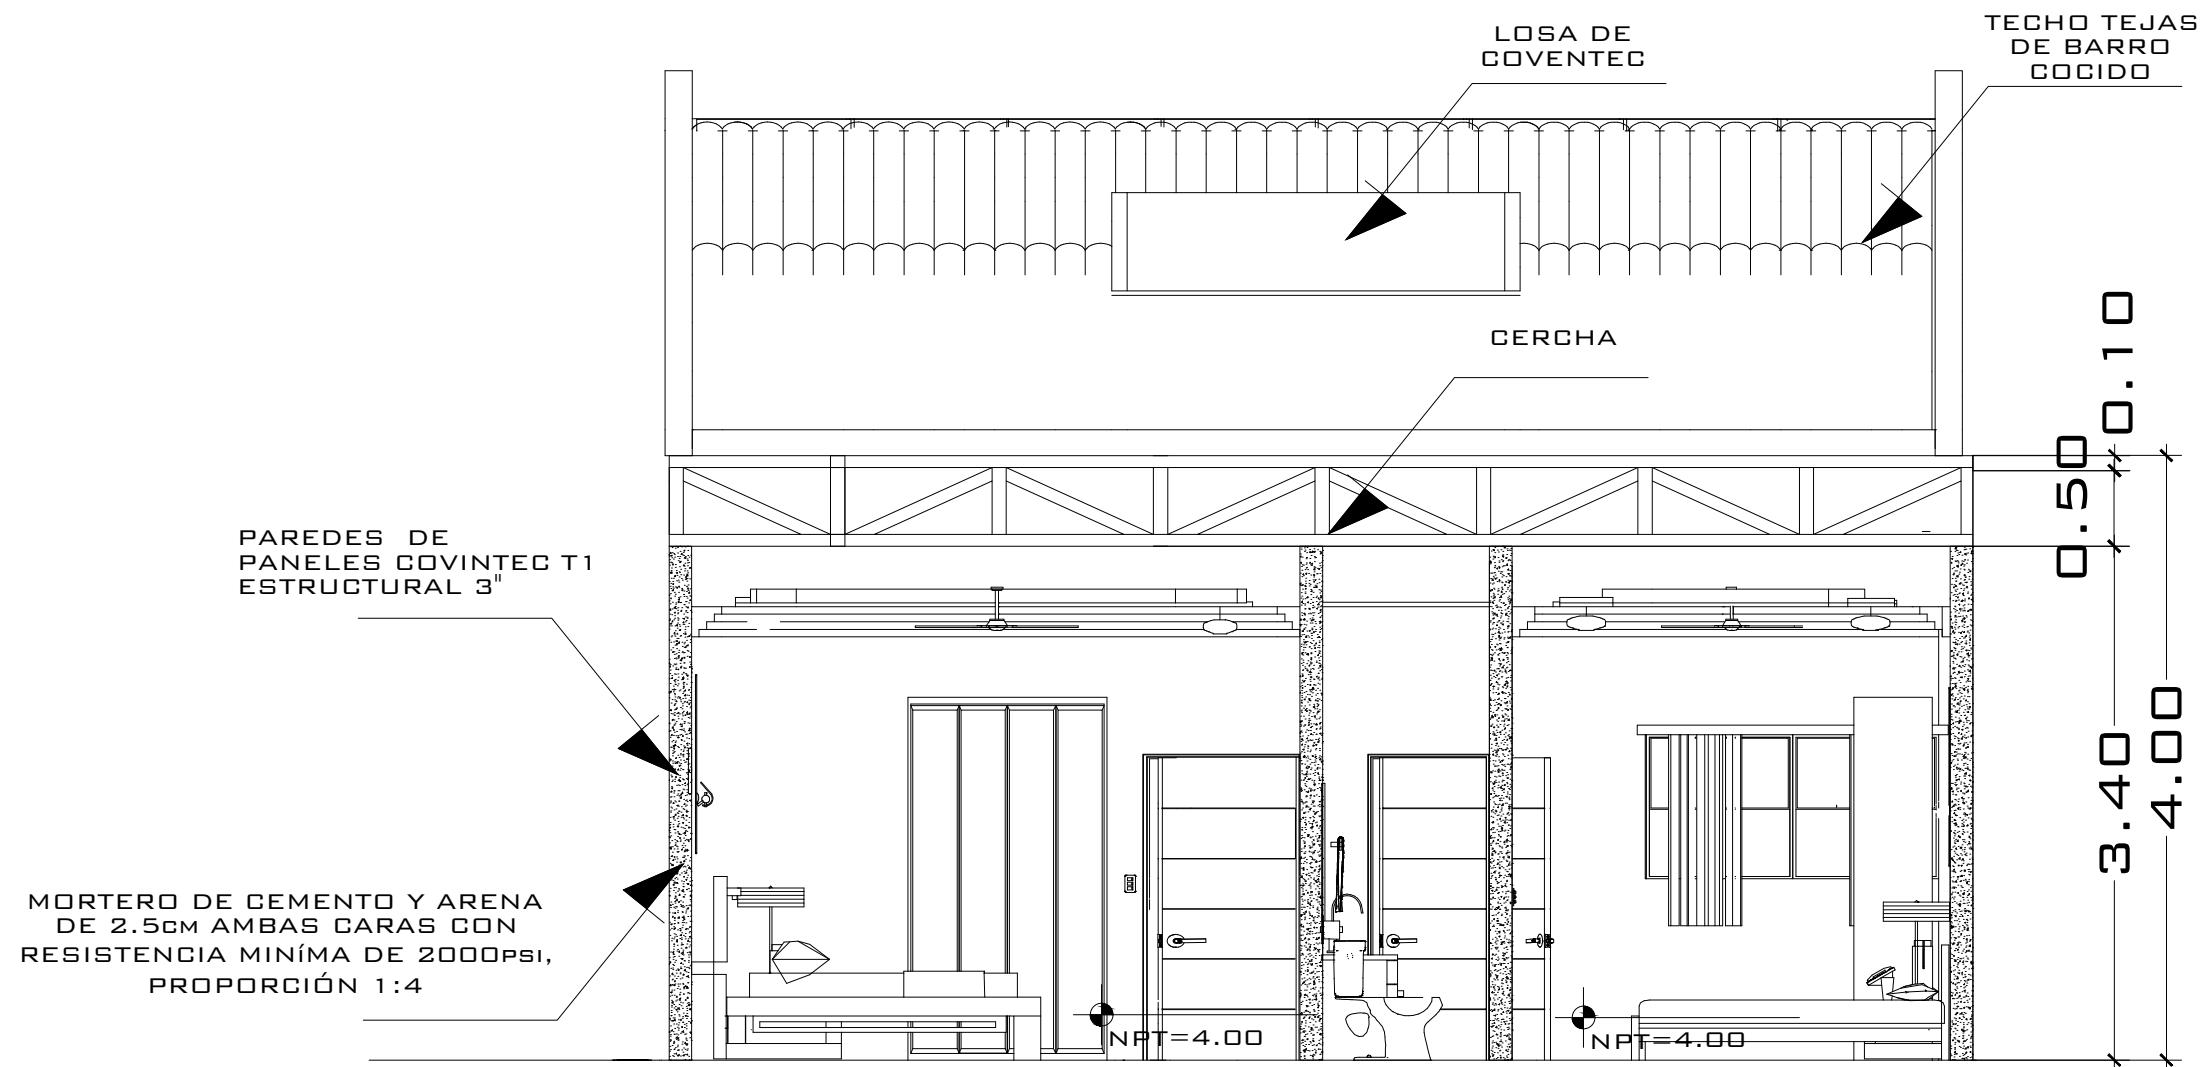 LOSA DE
COVENTEC
TECHO TEJAS
DE BARRO
COCIDO
CERCHA
0.10
0.50
PAREDES DE
PANELES COVINTEC T1
ESTRUCTURAL 3"
3.40
4.00
MORTERO DE CEMENTO Y ARENA
DE 2.5CM AMBAS CARAS CON
RESISTENCIA MINíMA DE 2000PSI,
PROPORCIÓN 1:4
NPT=4.00
NPT=4.00